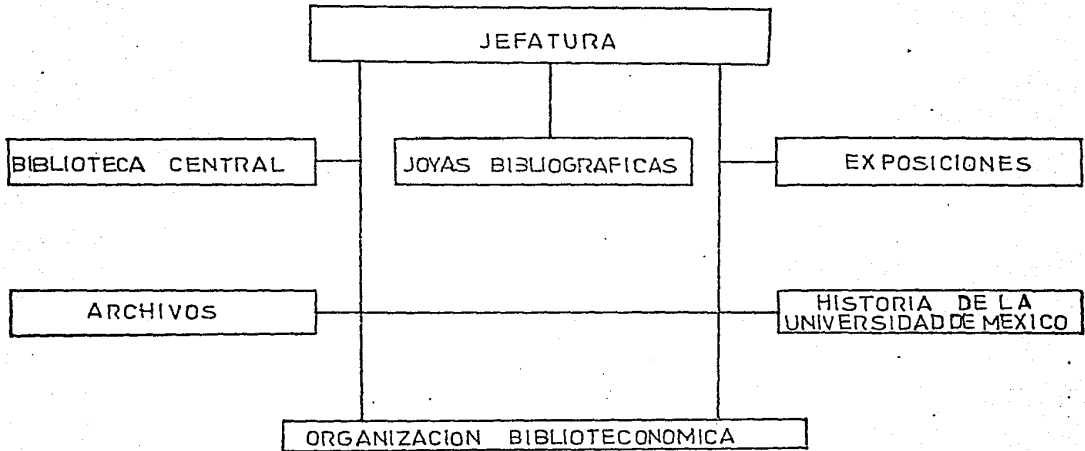 JEFATURA
BIBLIOTECA CENTRAL
JOYAS BIBLIOGRAFICAS
EXPOSICIONES
ARCHIVOS
HISTORIA DE LA
UNIVERSIDAD DE MEXICO
ORGANIZACION BIBLIOTECONOMICA